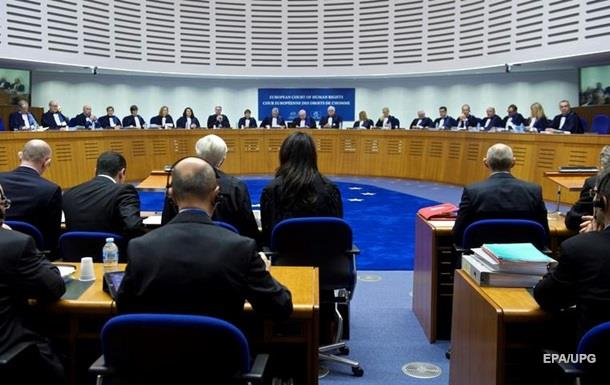 EUROPEAN COURT OF HUMAN RIGHTS
COUR EUROPÉENNE DES DROITS DE L'HOMME
EPA/UPG